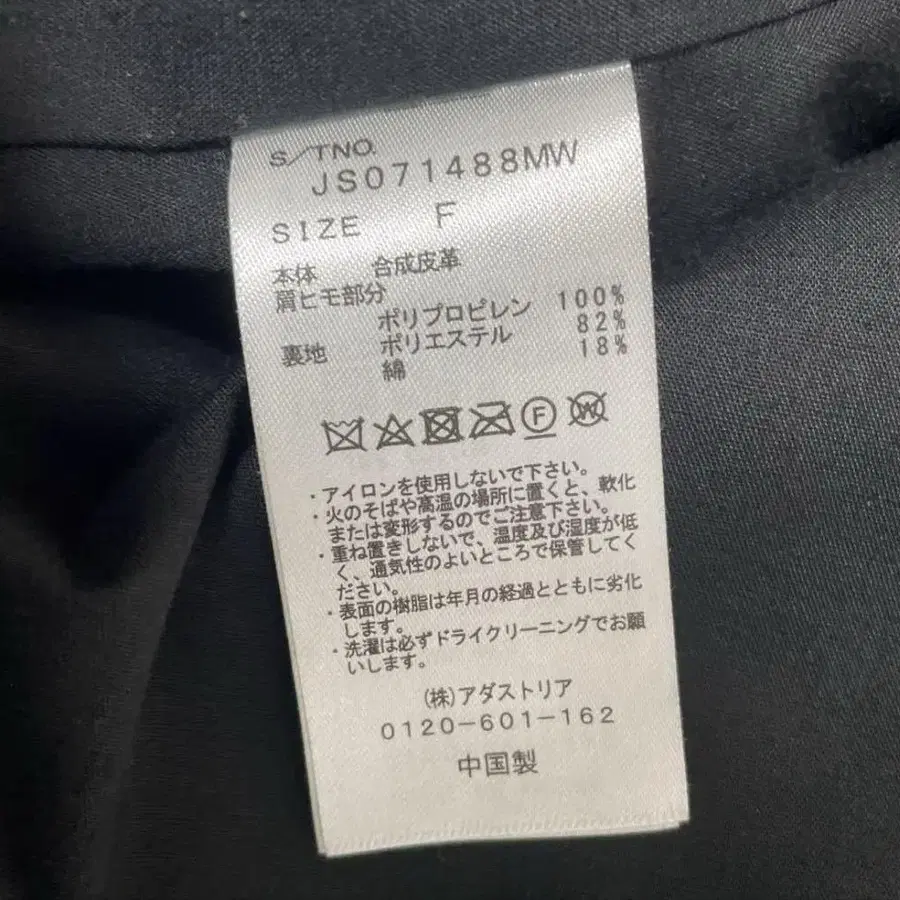 S/TNO.
JS071488MW
SIZE F
本体 合成皮革
肩ヒモ部分
ポリプロピレン 100%
裏地 ポリエステル 82%
綿 18%
F
W
・アイロンを使用しないで下さい。
・火のそばや高温の場所に置くと、軟化
または変形するのでご注意下さい。
・重ね置きしないで、温度及び湿度が低
く、通気性のよいところで保管してく
ださい。
・表面の樹脂は年月の経過とともに劣化
します。
・洗濯は必ずドライクリーニングでお願
いします。
(株)アダストリア
0120-601-162
中国製